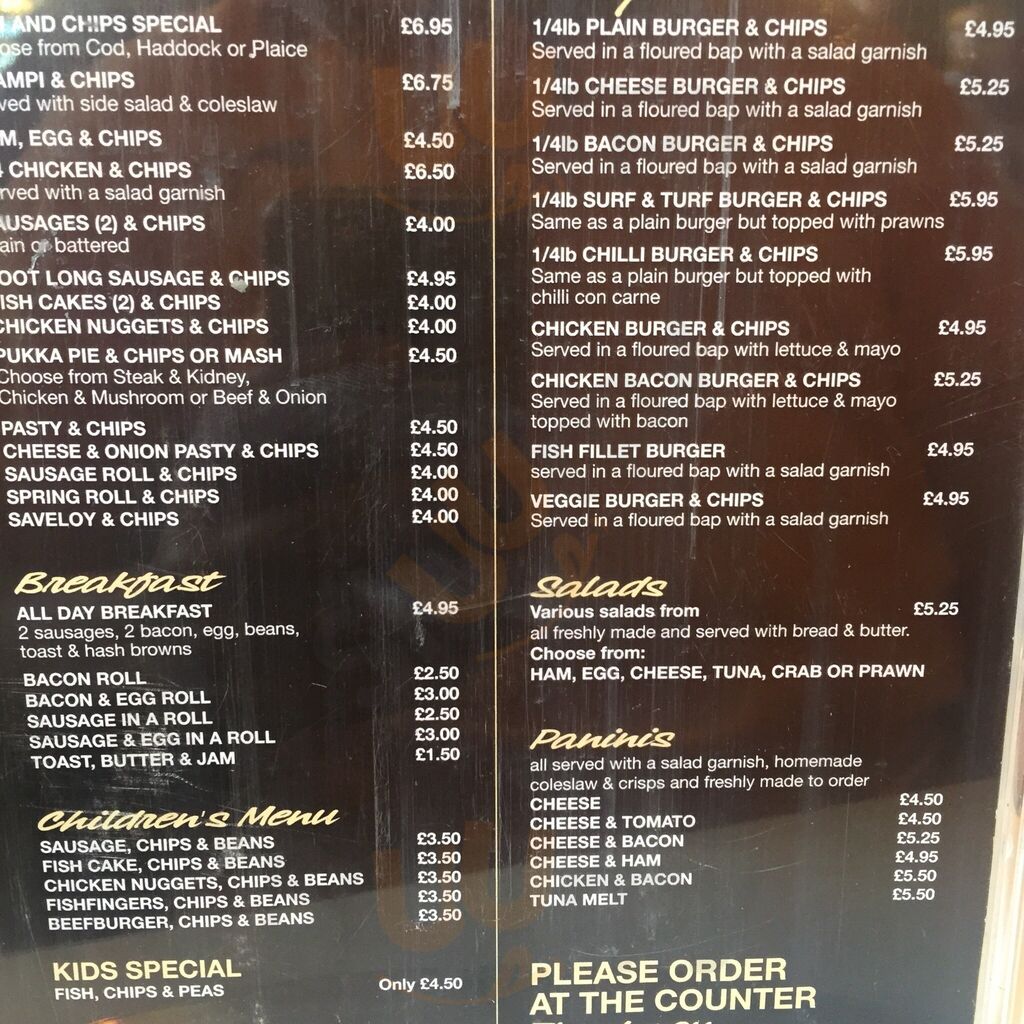 AND CHIPS SPECIAL £6.95
from Cod, Haddock or Plaice
& CHIPS £6.75
with side salad & coleslaw
EGG & CHIPS £4.50
CHICKEN & CHIPS £6.50
with a salad garnish
(2) & CHIPS £4.00
or battered
LONG SAUSAGE & CHIPS £4.95
CAKES (2) & CHIPS £4.00
CHICKEN NUGGETS & CHIPS £4.00
PUKKA PIE & CHIPS OR MASH £4.50
Choose from Steak & Kidney,
Chicken & Mushroom or Beef & Onion
PASTY & CHIPS £4.50
CHEESE & ONION PASTY & CHIPS £4.50
SAUSAGE ROLL & CHIPS £4.00
SPRING ROLL & CHIPS £4.00
SAVELOY & CHIPS £4.00
Breakfast
ALL DAY BREAKFAST £4.95
2 sausages, 2 bacon, egg, beans,
toast & hash browns
BACON ROLL £2.50
BACON & EGG ROLL £3.00
SAUSAGE IN A ROLL £2.50
SAUSAGE & EGG IN A ROLL £3.00
TOAST, BUTTER & JAM £1.50
Children's Menu
SAUSAGE, CHIPS & BEANS £3.50
FISH CAKE, CHIPS & BEANS £3.50
CHICKEN NUGGETS, CHIPS & BEANS £3.50
FISHFINGERS, CHIPS & BEANS £3.50
BEEFBURGER, CHIPS & BEANS £3.50
KIDS SPECIAL
FISH, CHIPS & PEAS Only £4.50
1/4lb PLAIN BURGER & CHIPS £4.95
Served in a floured bap with a salad garnish
1/4lb CHEESE BURGER & CHIPS £5.25
Served in a floured bap with a salad garnish
1/4lb BACON BURGER & CHIPS £5.25
Served in a floured bap with a salad garnish
1/4lb SURF & TURF BURGER & CHIPS £5.95
Same as a plain burger but topped with prawns
1/4lb CHILLI BURGER & CHIPS £5.95
Same as a plain burger but topped with
chilli con carne
CHICKEN BURGER & CHIPS £4.95
Served in a floured bap with lettuce & mayo
CHICKEN BACON BURGER & CHIPS £5.25
Served in a floured bap with lettuce & mayo
topped with bacon
FISH FILLET BURGER £4.95
served in a floured bap with a salad garnish
VEGGIE BURGER & CHIPS £4.95
Served in a floured bap with a salad garnish
Salads
Various salads from £5.25
all freshly made and served with bread & butter.
Choose from:
HAM, EGG, CHEESE, TUNA, CRAB OR PRAWN
Paninis
all served with a salad garnish, homemade
coleslaw & crisps and freshly made to order
CHEESE £4.50
CHEESE & TOMATO £4.50
CHEESE & BACON £5.25
CHEESE & HAM £4.95
CHICKEN & BACON £5.50
TUNA MELT £5.50
PLEASE ORDER
AT THE COUNTER